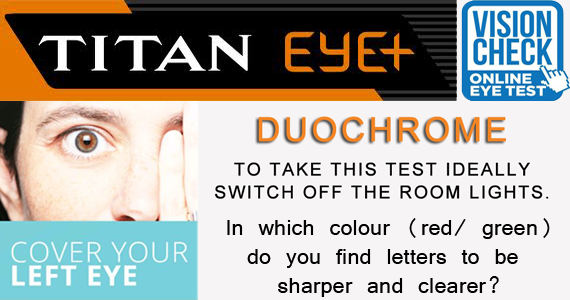 TITAN EYE+
VISION
CHECK
ONLINE
EYE TEST
DUOCHROME
TO TAKE THIS TEST IDEALLY
SWITCH OFF THE ROOM LIGHTS.
In which colour (red/ green)
do you find letters to be
sharper and clearer?
COVER YOUR
LEFT EYE